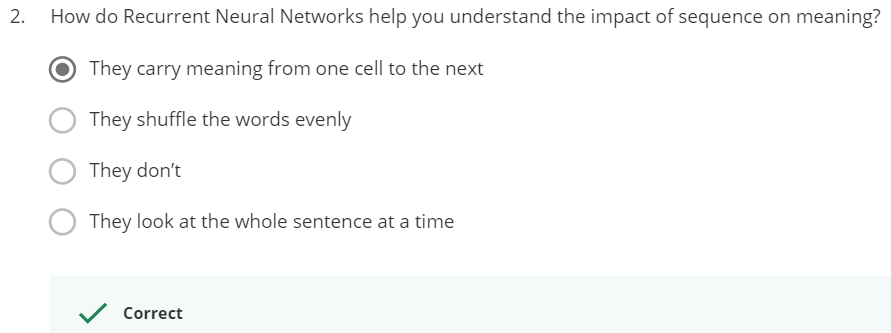 2. How do Recurrent Neural Networks help you understand the impact of sequence on meaning?
They carry meaning from one cell to the next
They shuffle the words evenly
They don’t
They look at the whole sentence at a time
Correct